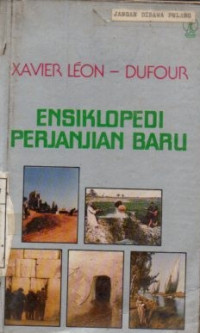 JANGAN DIBAWA PULANG
XAVIER LÉON – DUFOUR
ENSIKLOPEDI
PERJANJIAN BARU